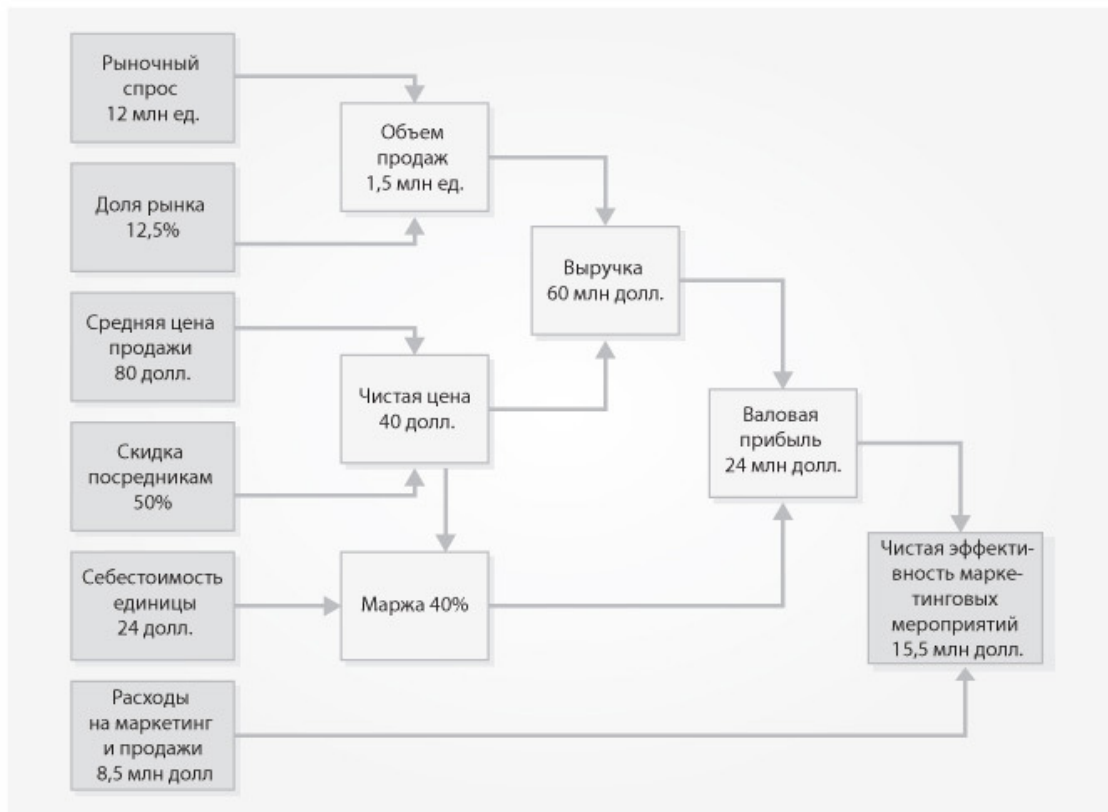 Рыночный
спрос
12 млн ед.
Объем
продаж
1,5 млн ед.
Доля рынка
12,5%
Выручка
60 млн долл.
Средняя цена
продажи
80 долл.
Чистая цена
40 долл.
Валовая
прибыль
24 млн долл.
Скидка
посредникам
50%
Чистая эффекти-
вность марке-
тинговых
мероприятий
15,5 млн долл.
Себестоимость
единицы
24 долл.
Маржа 40%
Расходы
на маркетинг
и продажи
8,5 млн долл